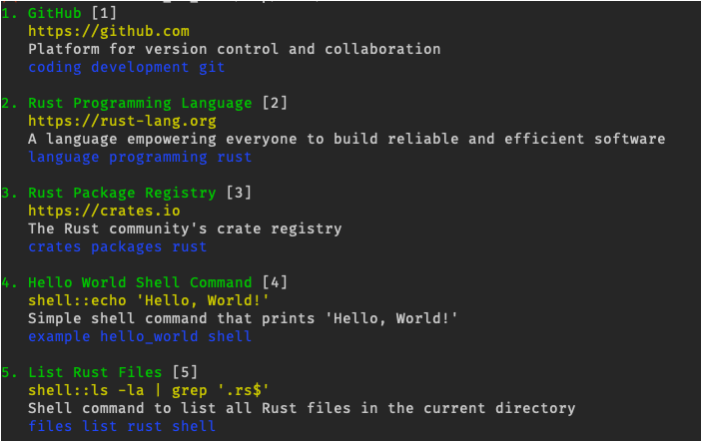 1. GitHub [1]
https://github.com
Platform for version control and collaboration
coding development git
2. Rust Programming Language [2]
https://rust-lang.org
A language empowering everyone to build reliable and efficient software
language programming rust
3. Rust Package Registry [3]
https://crates.io
The Rust community's crate registry
crates packages rust
4. Hello World Shell Command [4]
shell::echo 'Hello, World!'
Simple shell command that prints 'Hello, World!'
example hello_world shell
5. List Rust Files [5]
shell::ls -la | grep '.rs$'
Shell command to list all Rust files in the current directory
files list rust shell